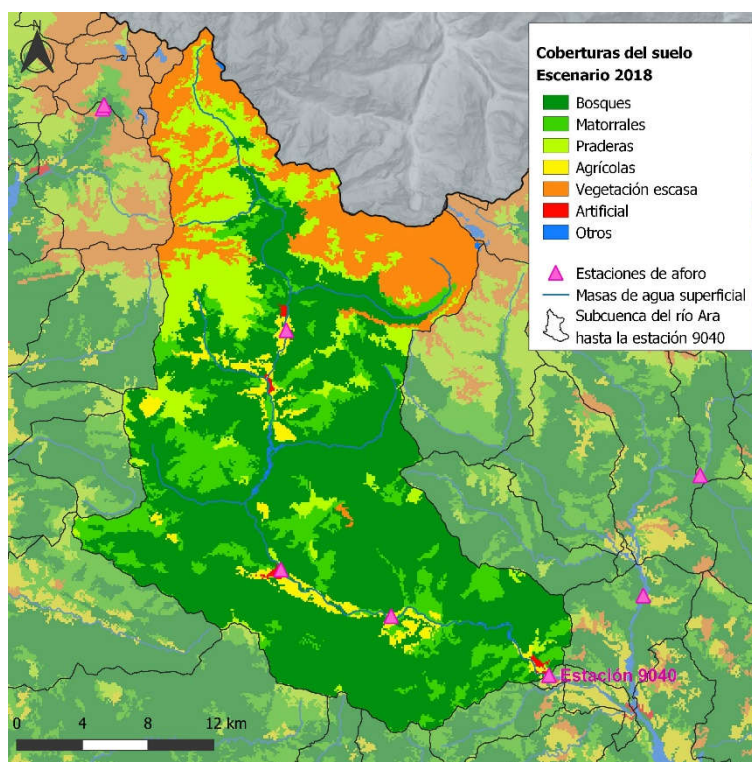 N
Coberturas del suelo
Escenario 2018
Bosques
Matorrales
Praderas
Agrícolas
Vegetación escasa
Artificial
Otros
Estaciones de aforo
Masas de agua superficial
Subcuenca del río Ara
hasta la estación 9040
Estación 9040
0 4 8 12 km